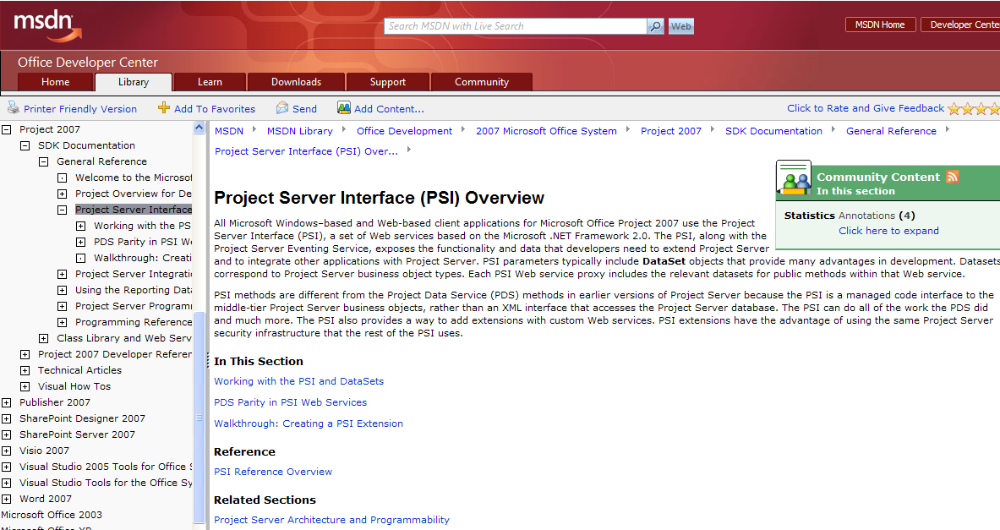 msdn
Search MSDN with Live Search
Web
MSDN Home
Developer Cente
Office Developer Center
Home
Library
Learn
Downloads
Support
Community
Printer Friendly Version
Add To Favorites
Send
Add Content...
Click to Rate and Give Feedback
Project 2007
SDK Documentation
General Reference
Welcome to the Microsof
Project Overview for De
Project Server Interface
Working with the PS
PDS Parity in PSI We
Walkthrough: Creati
Project Server Integratio
Using the Reporting Data
Project Server Programm
Programming Reference
Class Library and Web Serv
Project 2007 Developer Referen
Technical Articles
Visual How Tos
Publisher 2007
SharePoint Designer 2007
SharePoint Server 2007
Visio 2007
Visual Studio 2005 Tools for Office S
Visual Studio Tools for the Office Sy
Word 2007
Microsoft Office 2003
Microsoft Office XP
MSDN
MSDN Library
Office Development
2007 Microsoft Office System
Project 2007
SDK Documentation
General Reference
Project Server Interface (PSI) Over...
Community Content
In this section
Statistics Annotations (4)
Click here to expand
Project Server Interface (PSI) Overview
All Microsoft Windows–based and Web-based client applications for Microsoft Office Project 2007 use the Project
Server Interface (PSI), a set of Web services based on the Microsoft .NET Framework 2.0. The PSI, along with the
Project Server Eventing Service, exposes the functionality and data that developers need to extend Project Server
and to integrate other applications with Project Server. PSI parameters typically include DataSet objects that provide many advantages in development. Datasets
correspond to Project Server business object types. Each PSI Web service proxy includes the relevant datasets for public methods within that Web service.
PSI methods are different from the Project Data Service (PDS) methods in earlier versions of Project Server because the PSI is a managed code interface to the
middle-tier Project Server business objects, rather than an XML interface that accesses the Project Server database. The PSI can do all of the work the PDS did
and much more. The PSI also provides a way to add extensions with custom Web services. PSI extensions have the advantage of using the same Project Server
security infrastructure that the rest of the PSI uses.
In This Section
Working with the PSI and DataSets
PDS Parity in PSI Web Services
Walkthrough: Creating a PSI Extension
Reference
PSI Reference Overview
Related Sections
Project Server Architecture and Programmability